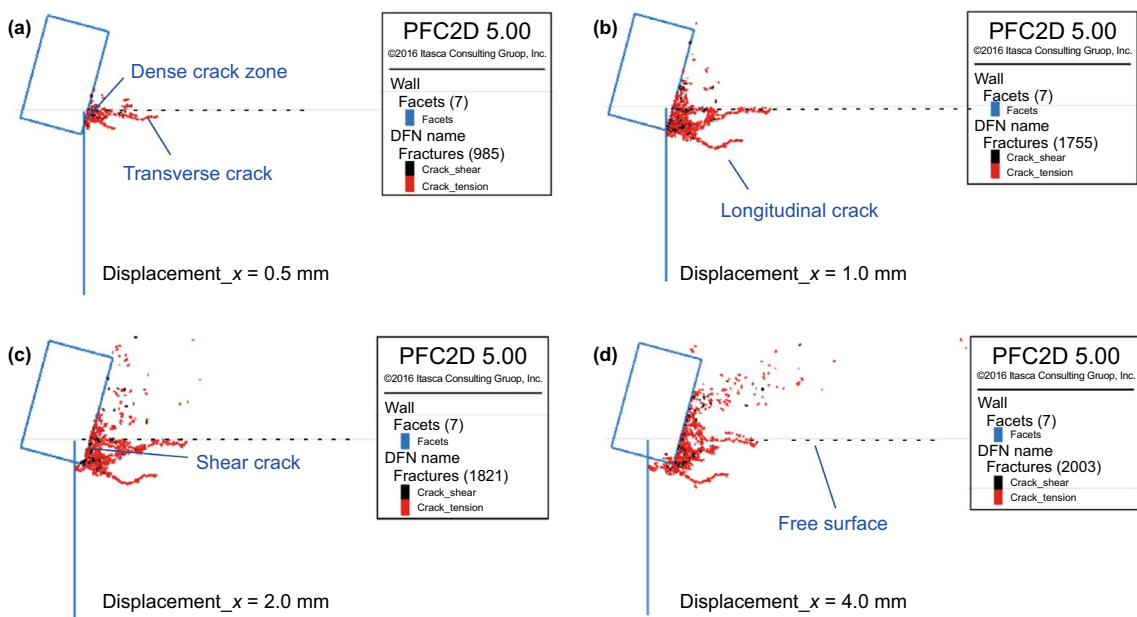 (a)
PFC2D 5.00
©2016 Itasca Consulting Gruop, Inc.
Wall
Facets (7)
Facets
DFN name
Fractures (985)
Crack_shear
Crack_tension
Dense crack zone
Transverse crack
Displacement_x = 0.5 mm
(b)
PFC2D 5.00
©2016 Itasca Consulting Gruop, Inc.
Wall
Facets (7)
Facets
DFN name
Fractures (1755)
Crack_shear
Crack_tension
Longitudinal crack
Displacement_x = 1.0 mm
(c)
PFC2D 5.00
©2016 Itasca Consulting Gruop, Inc.
Wall
Facets (7)
Facets
DFN name
Fractures (1821)
Crack_shear
Crack_tension
Shear crack
Displacement_x = 2.0 mm
(d)
PFC2D 5.00
©2016 Itasca Consulting Gruop, Inc.
Wall
Facets (7)
Facets
DFN name
Fractures (2003)
Crack_shear
Crack_tension
Free surface
Displacement_x = 4.0 mm